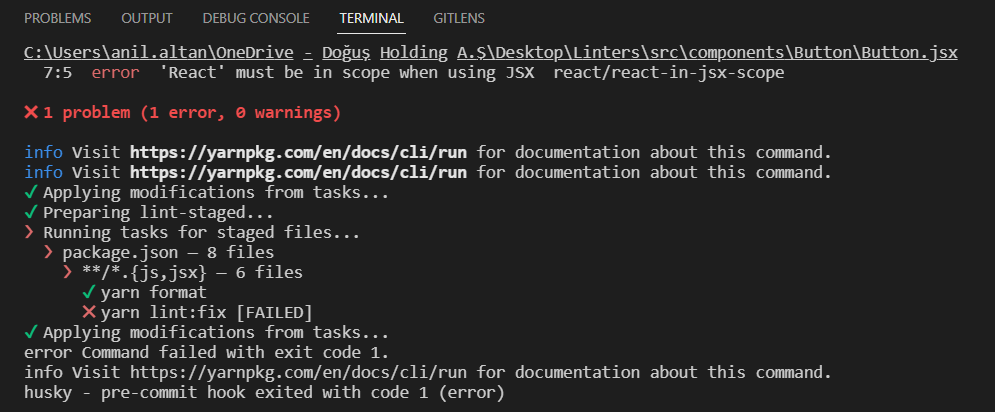 PROBLEMS OUTPUT DEBUG CONSOLE TERMINAL GITLENS
C:\Users\anil.altan\OneDrive - Doğuş Holding A.Ş\Desktop\Linters\src\components\Button\Button.jsx
7:5 error 'React' must be in scope when using JSX react/react-in-jsx-scope
✖ 1 problem (1 error, 0 warnings)
info Visit https://yarnpkg.com/en/docs/cli/run for documentation about this command.
info Visit https://yarnpkg.com/en/docs/cli/run for documentation about this command.
✔ Applying modifications from tasks...
✔ Preparing lint-staged...
❯ Running tasks for staged files...
❯ package.json — 8 files
❯ **/*.{js,jsx} — 6 files
✔ yarn format
✖ yarn lint:fix [FAILED]
✔ Applying modifications from tasks...
error Command failed with exit code 1.
info Visit https://yarnpkg.com/en/docs/cli/run for documentation about this command.
husky - pre-commit hook exited with code 1 (error)